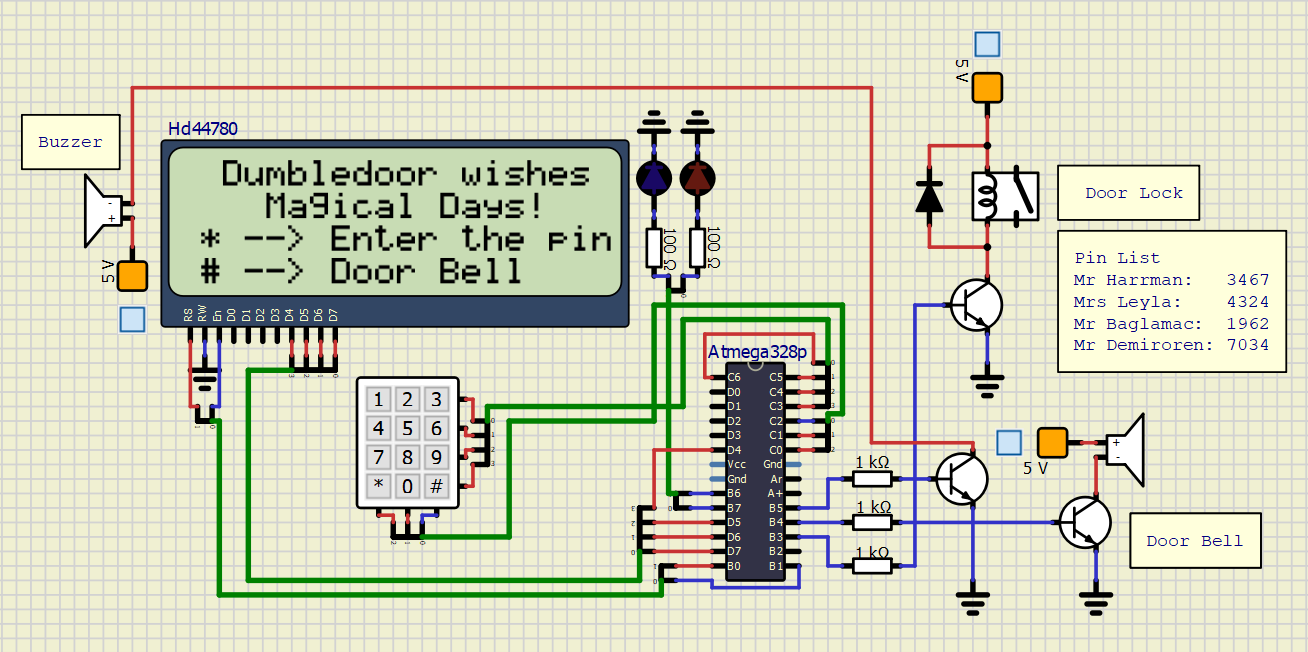 5 V
Hd44780
Buzzer
Dumbledoor wishes
Magical Days!
* --> Enter the pin
# --> Door Bell
- +
5 V
RS RW En D0 D1 D2 D3 D4 D5 D6 D7
100 Ω 100 Ω
Door Lock
Pin List
Mr Harrman: 3467
Mrs Leyla: 4324
Mr Baglamac: 1962
Mr Demiroren: 7034
Atmega328p
C6 C5
D0 C4
D1 C3
D2 C2
D3 C1
D4 C0
Vcc Gnd
Gnd Ar
B6 A+
B7 B5
D5 B4
D6 B3
D7 B2
B0 B1
1 2 3
4 5 6
7 8 9
* 0 #
1 kΩ
1 kΩ
1 kΩ
5 V
+ -
Door Bell